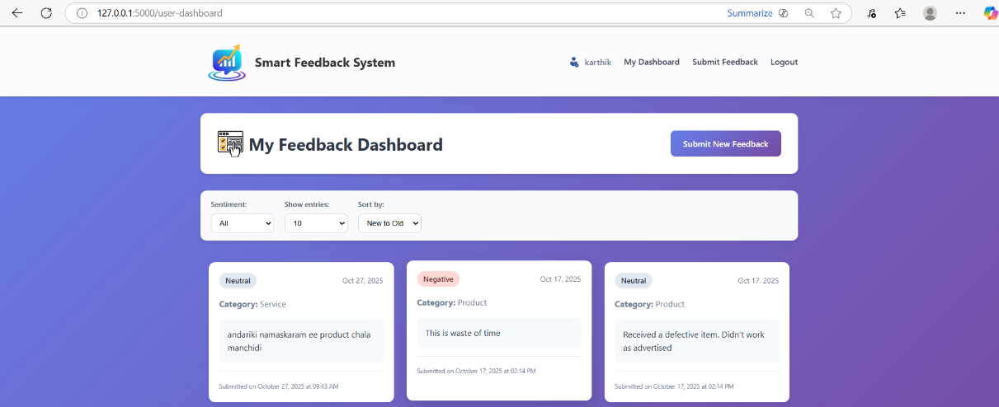 127.0.0.1:5000/user-dashboard
Summarize
Smart Feedback System
karthik
My Dashboard
Submit Feedback
Logout
My Feedback Dashboard
Submit New Feedback
Sentiment:
All
Show entries:
10
Sort by:
New to Old
Neutral
Oct 27, 2025
Category: Service
andariki namaskaram ee product chala
manchidi
Submitted on October 27, 2025 at 09:43 AM
Negative
Oct 17, 2025
Category: Product
This is waste of time
Submitted on October 17, 2025 at 02:14 PM
Neutral
Oct 17, 2025
Category: Product
Received a defective item. Didn't work
as advertised
Submitted on October 17, 2025 at 02:14 PM